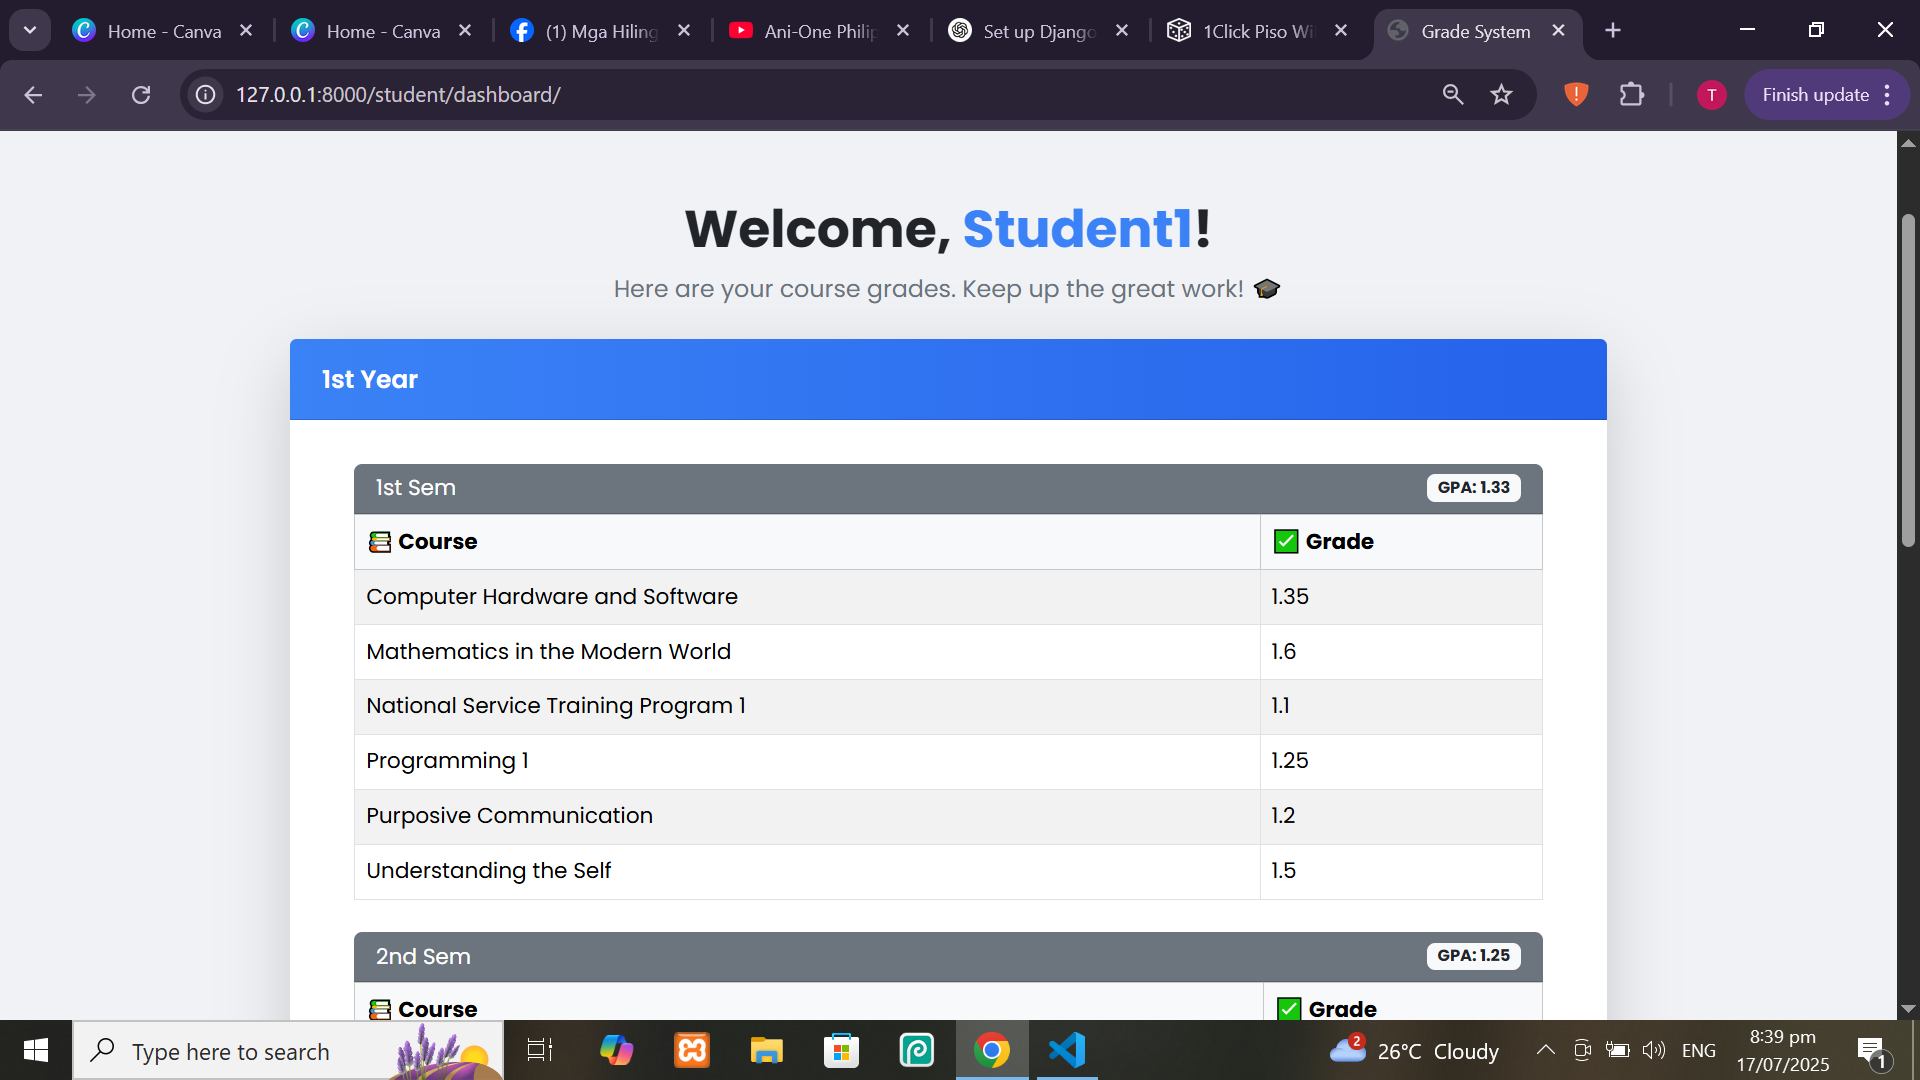 Home - Canva
Home - Canva
(1) Mga Hiling
Ani-One Philip
Set up Django
1Click Piso Wi
Grade System
127.0.0.1:8000/student/dashboard/
T
Finish update
Welcome, Student1!
Here are your course grades. Keep up the great work! 🎓
1st Year
1st Sem GPA: 1.33
📚 Course ✅ Grade
Computer Hardware and Software 1.35
Mathematics in the Modern World 1.6
National Service Training Program 1 1.1
Programming 1 1.25
Purposive Communication 1.2
Understanding the Self 1.5
2nd Sem GPA: 1.25
📚 Course ✅ Grade
Type here to search
2
26°C Cloudy
ENG
8:39 pm
17/07/2025
1